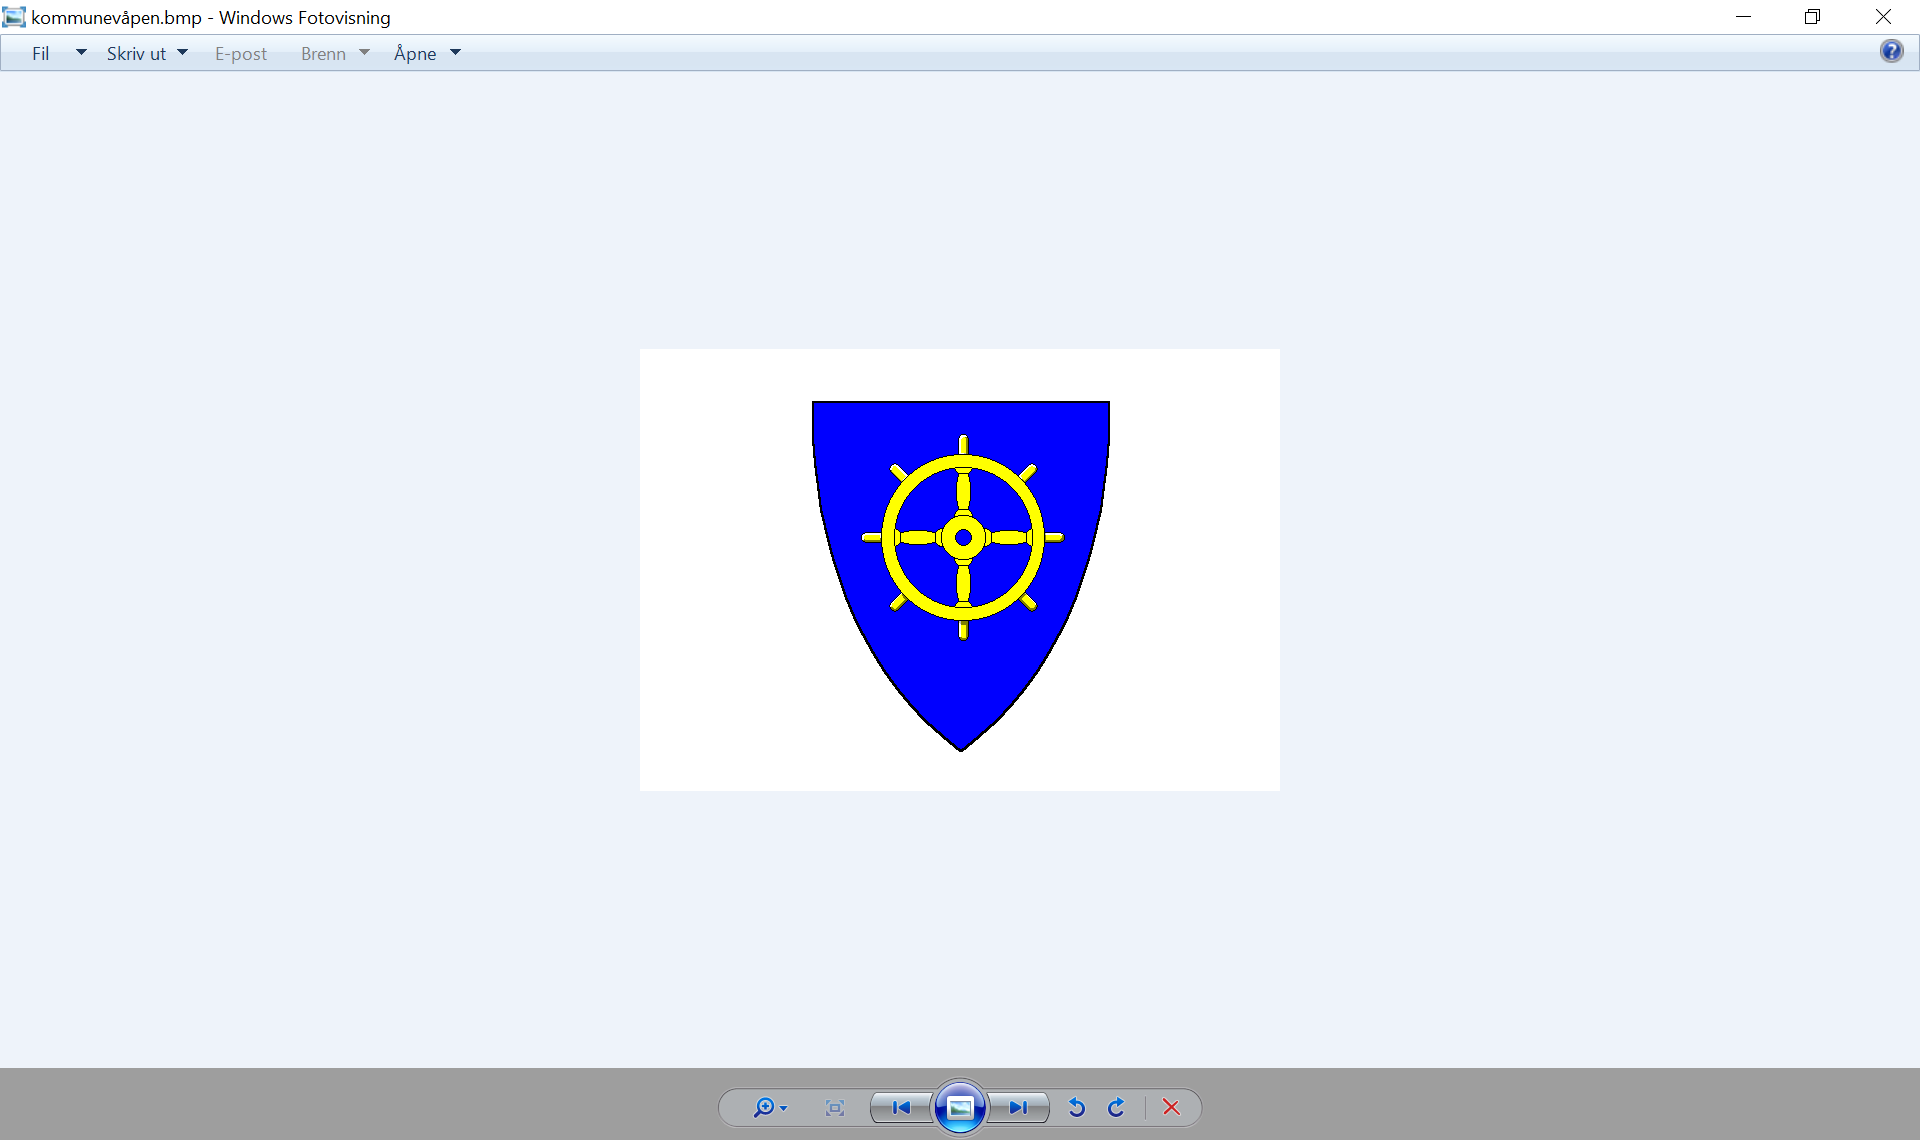 kommunevåpen.bmp - Windows Fotovisning
Fil Skriv ut E-post Brenn Åpne ?